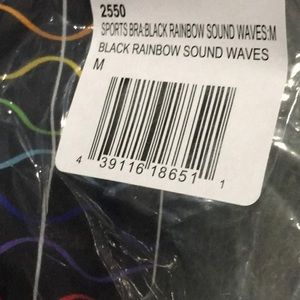 2550
SPORTS BRA:BLACK RAINBOW SOUND WAVES:M
BLACK RAINBOW SOUND WAVES
M
4 39116 18651 1